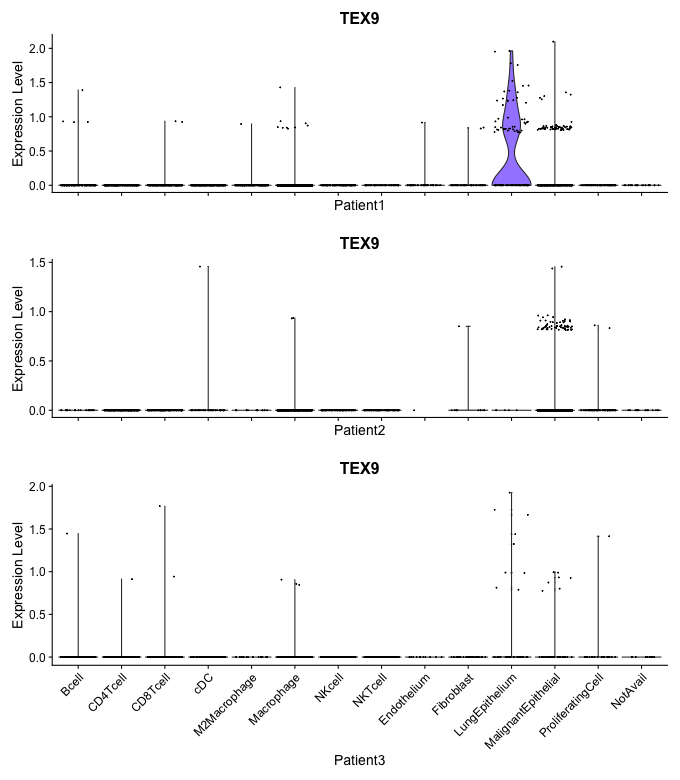 TEX9
Expression Level
2.0
1.5
1.0
0.5
0.0
Patient1
TEX9
Expression Level
1.5
1.0
0.5
0.0
Patient2
TEX9
Expression Level
2.0
1.5
1.0
0.5
0.0
Bcell
CD4Tcell
CD8Tcell
cDC
M2Macrophage
Macrophage
NKcell
NKTcell
Endothelium
Fibroblast
LungEpithelium
MalignantEpithelial
ProliferatingCell
NotAvail
Patient3